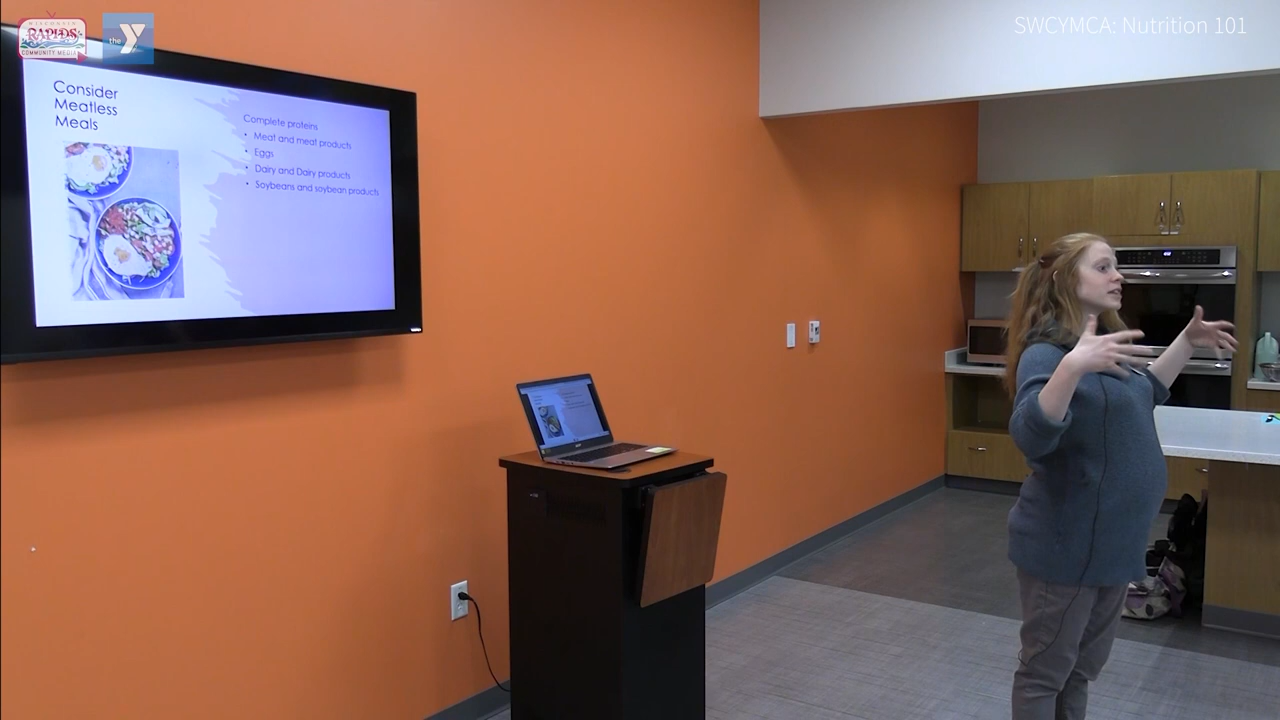 WISCONSIN
RAPIDS
COMMUNITY MEDIA
the Y
SWCYMCA: Nutrition 101
Consider
Meatless
Meals
Complete proteins
• Meat and meat products
• Eggs
• Dairy and Dairy products
• Soybeans and soybean products